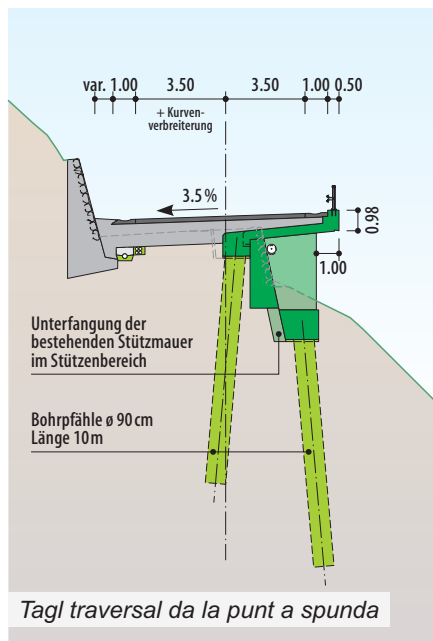 var. 1.00 3.50 3.50 1.00 0.50
+ Kurven-
verbreiterung
3.5 %
0.98
1.00
Unterfangung der
bestehenden Stützmauer
im Stützenbereich
Bohrpfähle ø 90 cm
Länge 10 m
Tagl traversal da la punt a spunda